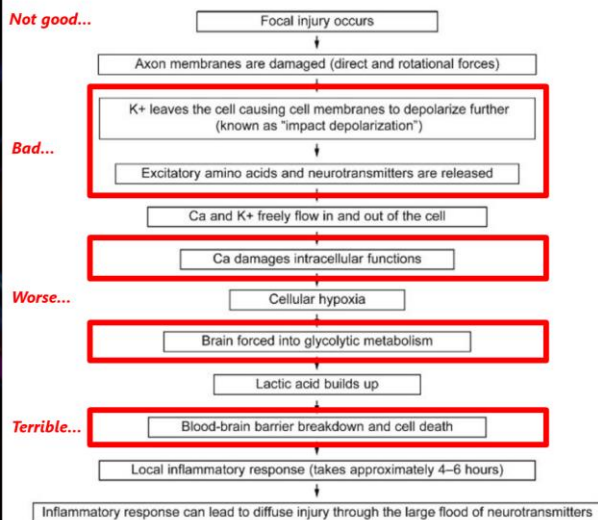 Not good...
Focal injury occurs
Axon membranes are damaged (direct and rotational forces)
K+ leaves the cell causing cell membranes to depolarize further
(known as "impact depolarization")
Bad...
Excitatory amino acids and neurotransmitters are released
Ca and K+ freely flow in and out of the cell
Ca damages intracellular functions
Worse...
Cellular hypoxia
Brain forced into glycolytic metabolism
Lactic acid builds up
Terrible...
Blood-brain barrier breakdown and cell death
Local inflammatory response (takes approximately 4–6 hours)
Inflammatory response can lead to diffuse injury through the large flood of neurotransmitters